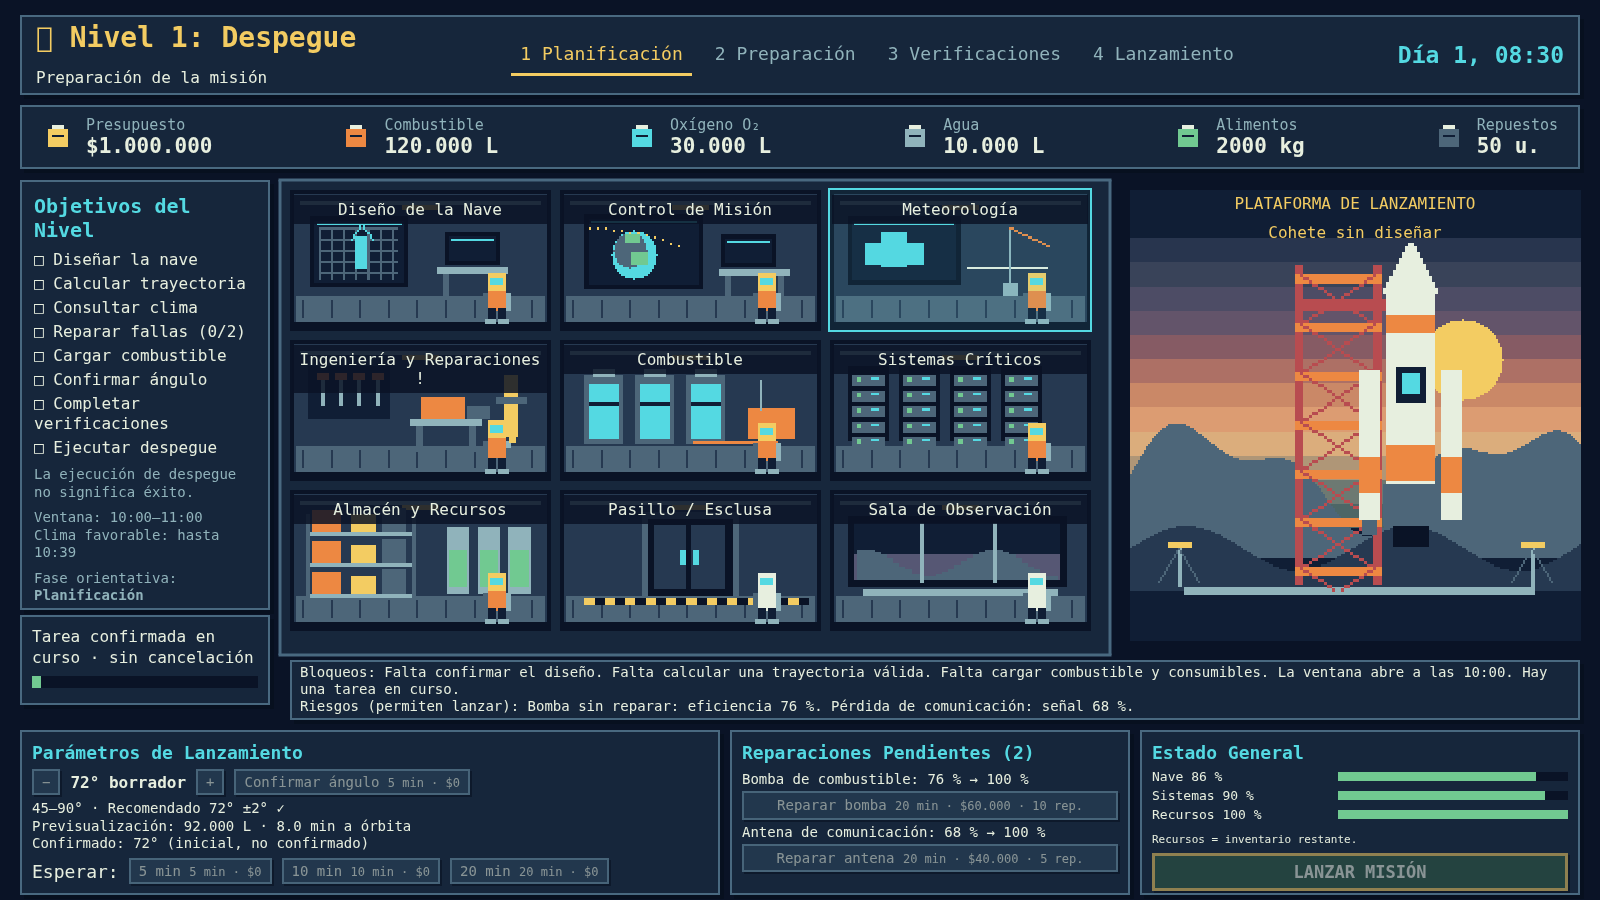 Nivel 1: Despegue
Preparación de la misión
1 Planificación
2 Preparación
3 Verificaciones
4 Lanzamiento
Día 1, 08:30
Presupuesto
$1.000.000
Combustible
120.000 L
Oxígeno O₂
30.000 L
Agua
10.000 L
Alimentos
2000 kg
Repuestos
50 u.
Objetivos del
Nivel
□ Diseñar la nave
□ Calcular trayectoria
□ Consultar clima
□ Reparar fallas (0/2)
□ Cargar combustible
□ Confirmar ángulo
□ Completar
verificaciones
□ Ejecutar despegue
La ejecución de despegue
no significa éxito.
Ventana: 10:00–11:00
Clima favorable: hasta
10:39
Fase orientativa:
Planificación
Tarea confirmada en
curso · sin cancelación
Diseño de la Nave
Control de Misión
Meteorología
Ingeniería y Reparaciones
!
Combustible
Sistemas Críticos
Almacén y Recursos
Pasillo / Esclusa
Sala de Observación
PLATAFORMA DE LANZAMIENTO
Cohete sin diseñar
Bloqueos: Falta confirmar el diseño. Falta calcular una trayectoria válida. Falta cargar combustible y consumibles. La ventana abre a las 10:00. Hay
una tarea en curso.
Riesgos (permiten lanzar): Bomba sin reparar: eficiencia 76 %. Pérdida de comunicación: señal 68 %.
Parámetros de Lanzamiento
− 72° borrador + Confirmar ángulo 5 min · $0
45–90° · Recomendado 72° ±2° ✓
Previsualización: 92.000 L · 8.0 min a órbita
Confirmado: 72° (inicial, no confirmado)
Esperar: 5 min 5 min · $0 10 min 10 min · $0 20 min 20 min · $0
Reparaciones Pendientes (2)
Bomba de combustible: 76 % → 100 %
Reparar bomba 20 min · $60.000 · 10 rep.
Antena de comunicación: 68 % → 100 %
Reparar antena 20 min · $40.000 · 5 rep.
Estado General
Nave 86 %
Sistemas 90 %
Recursos 100 %
Recursos = inventario restante.
LANZAR MISIÓN